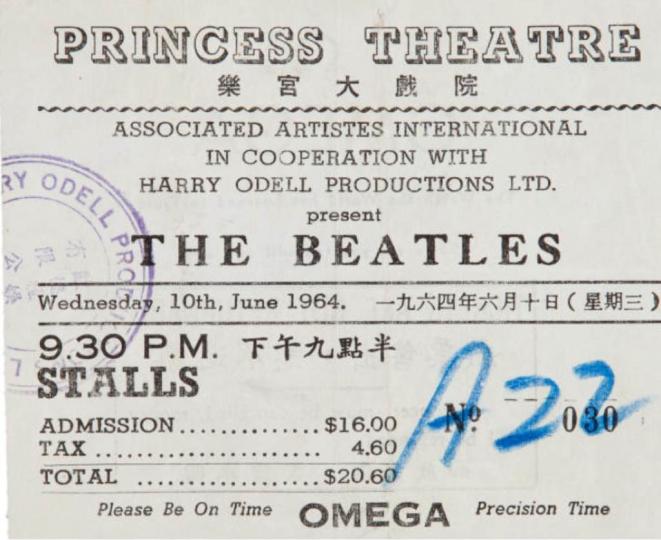 PRINCESS THEATRE
樂宮大戲院
ASSOCIATED ARTISTES INTERNATIONAL
IN COOPERATION WITH
HARRY ODELL PRODUCTIONS LTD.
present
THE BEATLES
Wednesday, 10th, June 1964. 一九六四年六月十日(星期三)
9.30 P.M. 下午九點半
STALLS
A22
Nº 030
ADMISSION ............... $16.00
TAX ......................... 4.60
TOTAL ..................... $20.60
Please Be On Time OMEGA Precision Time
RY ODELL PRODU